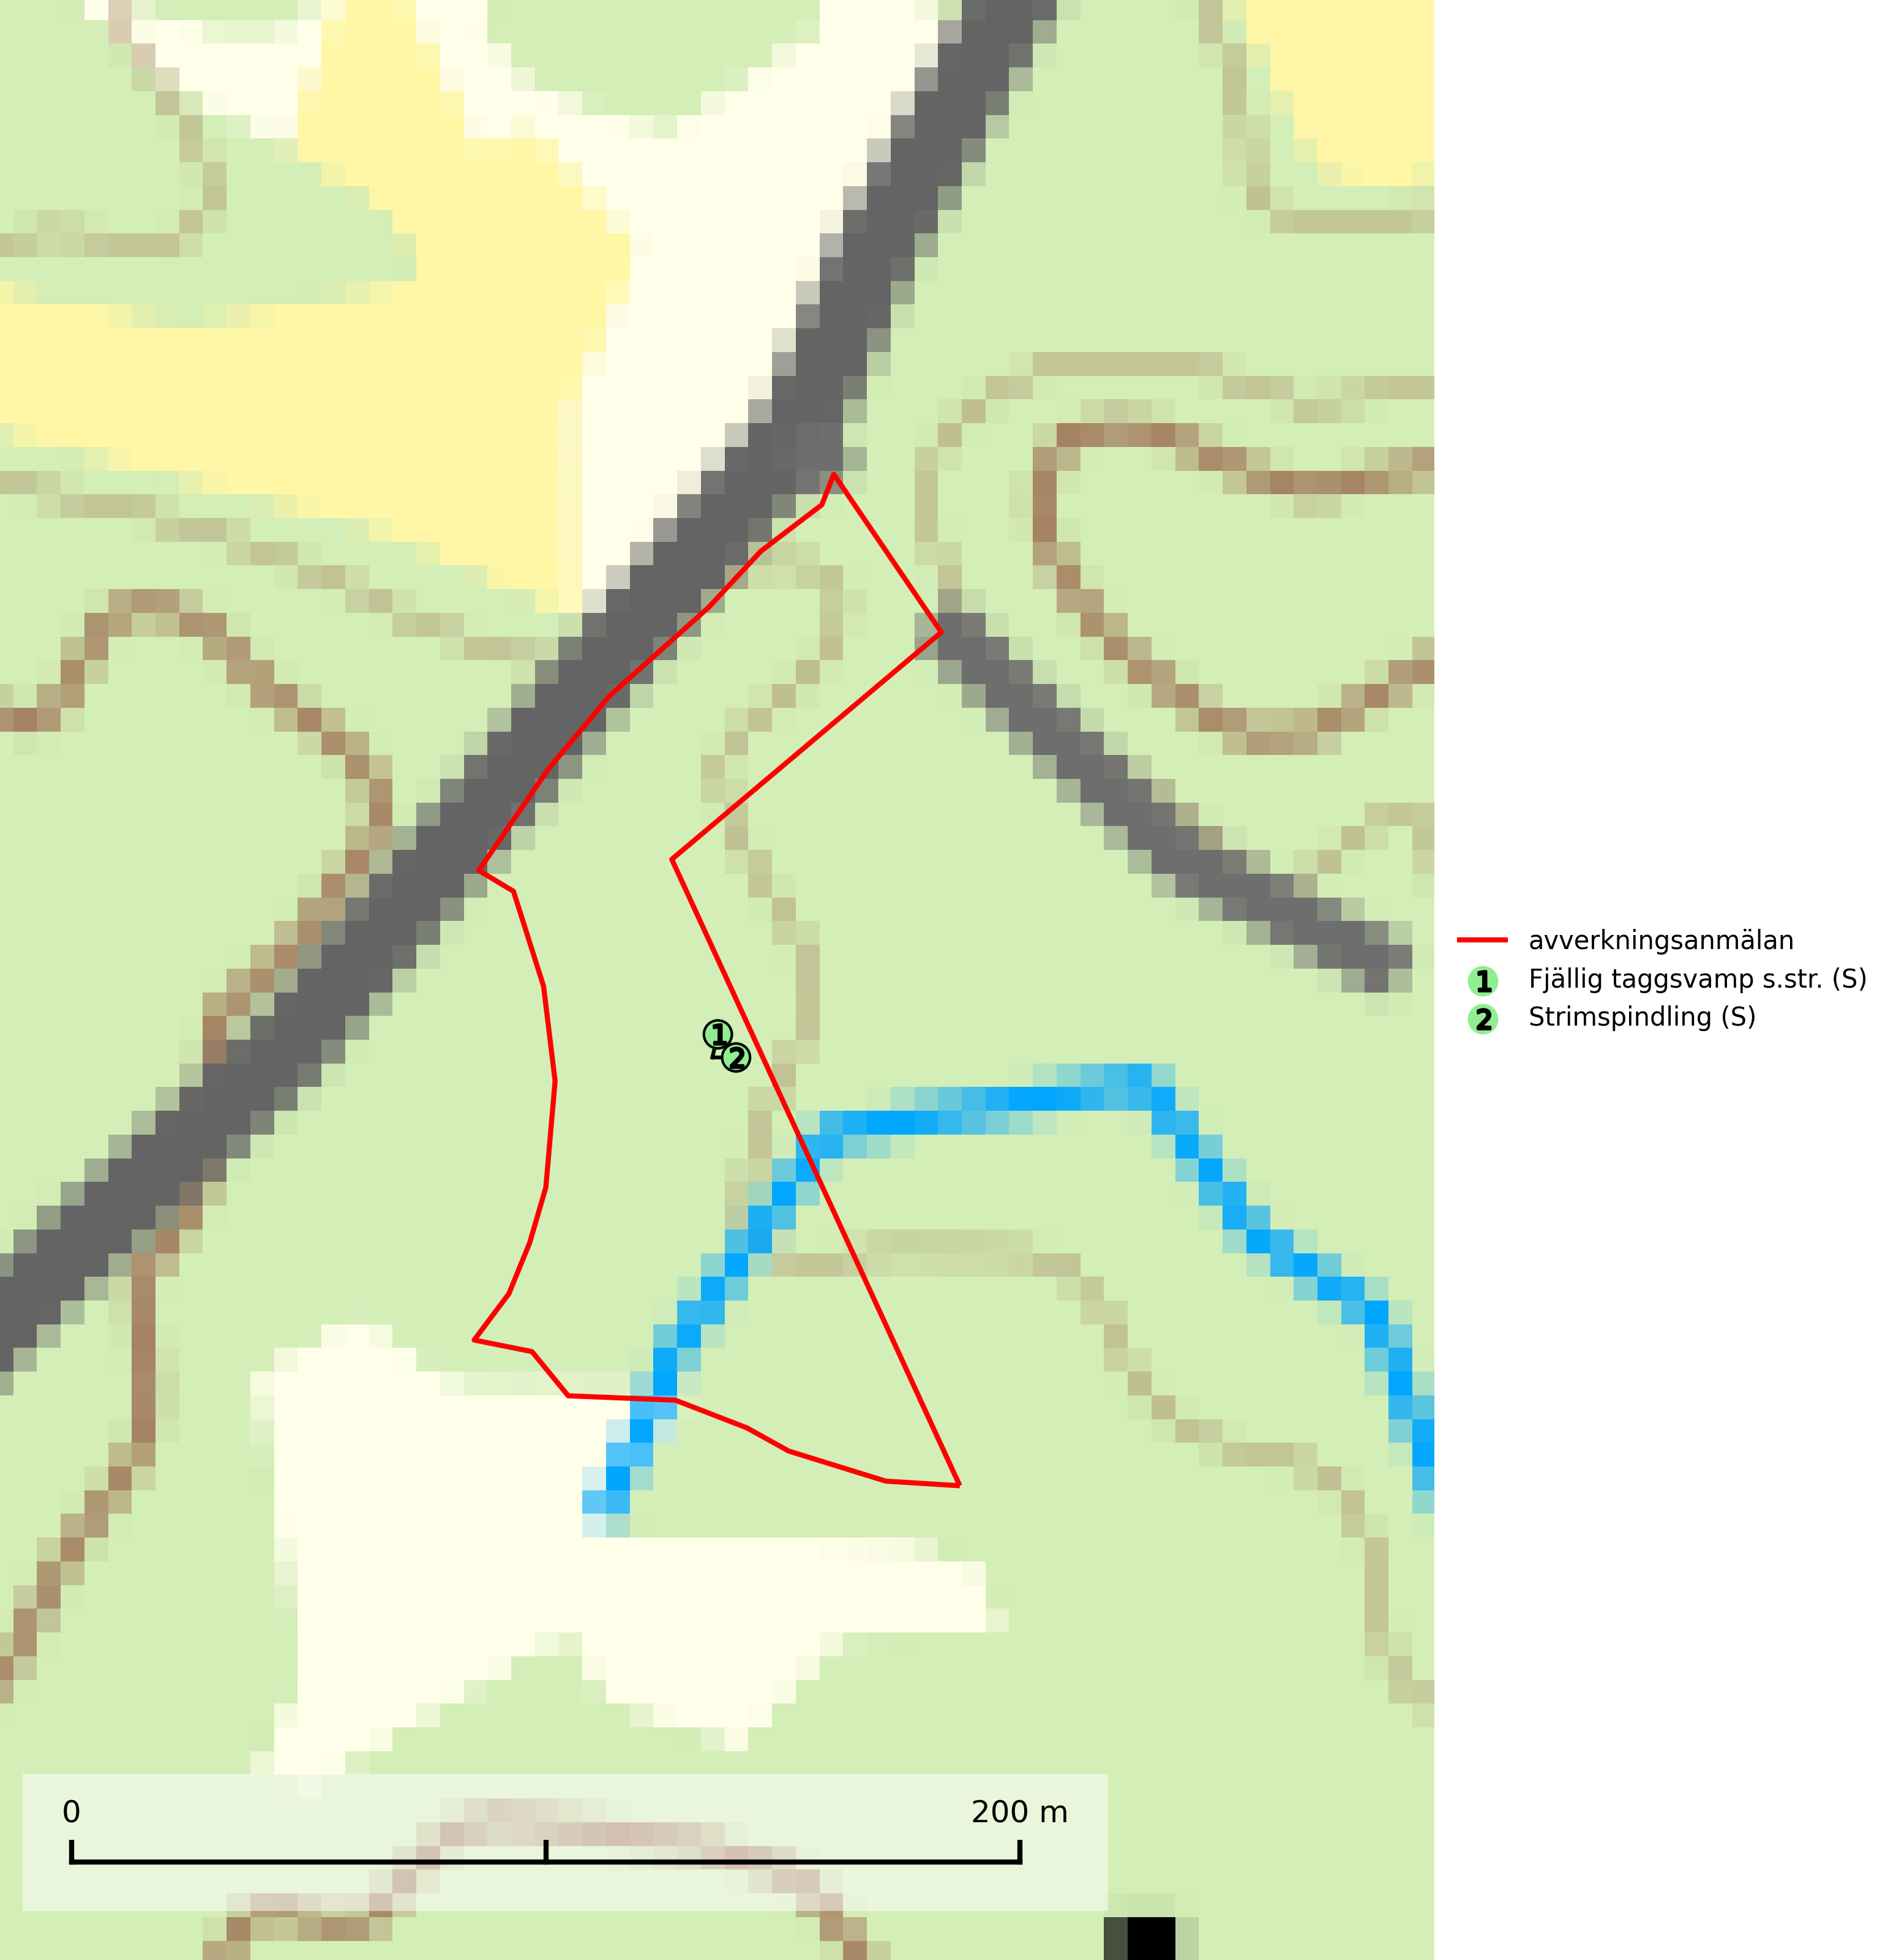 avverkningsanmälan
1 Fjällig taggsvamp s.str. (S)
2 Strimspindling (S)
1
2
0 200 m